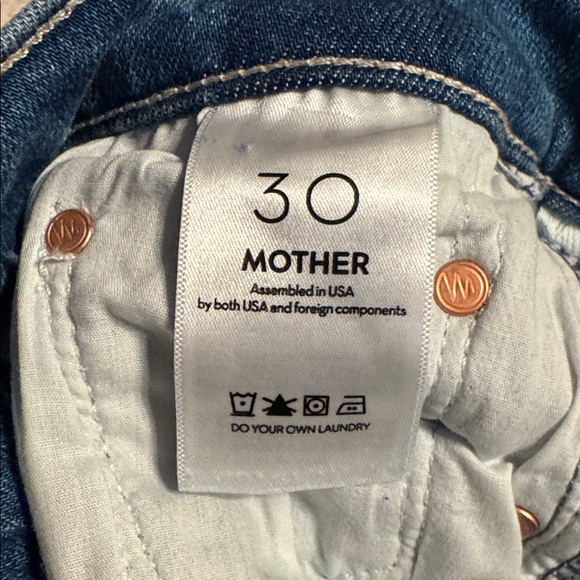 30
MOTHER
Assembled in USA
by both USA and foreign components
DO YOUR OWN LAUNDRY